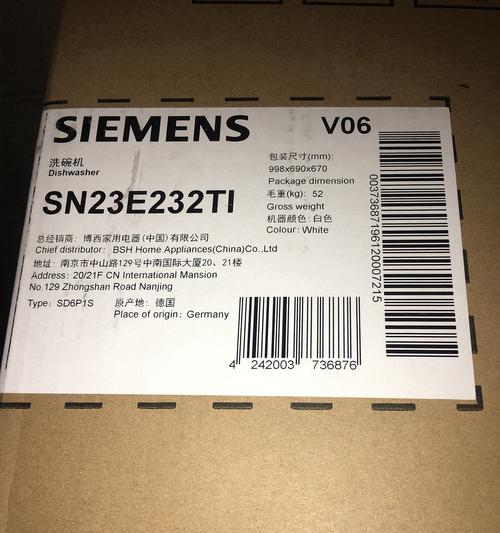 SIEMENS
V06
洗碗机
Dishwasher
SN23E232TI
包装尺寸(mm):
998x690x670
Package dimension
毛重(kg): 52
Gross weight
机器颜色: 白色
Colour: White
总经销商: 博西家用电器(中国)有限公司
Chief distributor: BSH Home Appliances(China)Co.,Ltd
地址: 南京市中山路129号中南国际大厦20、21楼
Address: 20/21F CN International Mansion
No.129 Zhongshan Road Nanjing
Type: SD6P1S
原产地: 德国
Place of origin: Germany
4 242003 736876
00373687196120007215